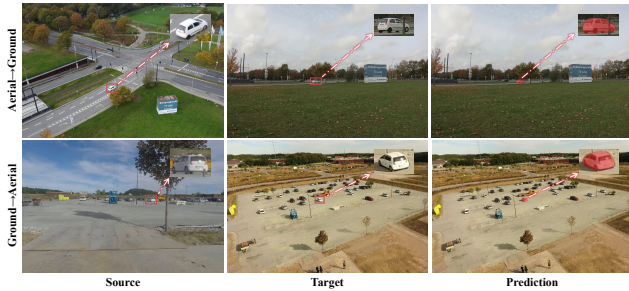 Aerial→Ground
Ground→Aerial
Source
Target
Prediction